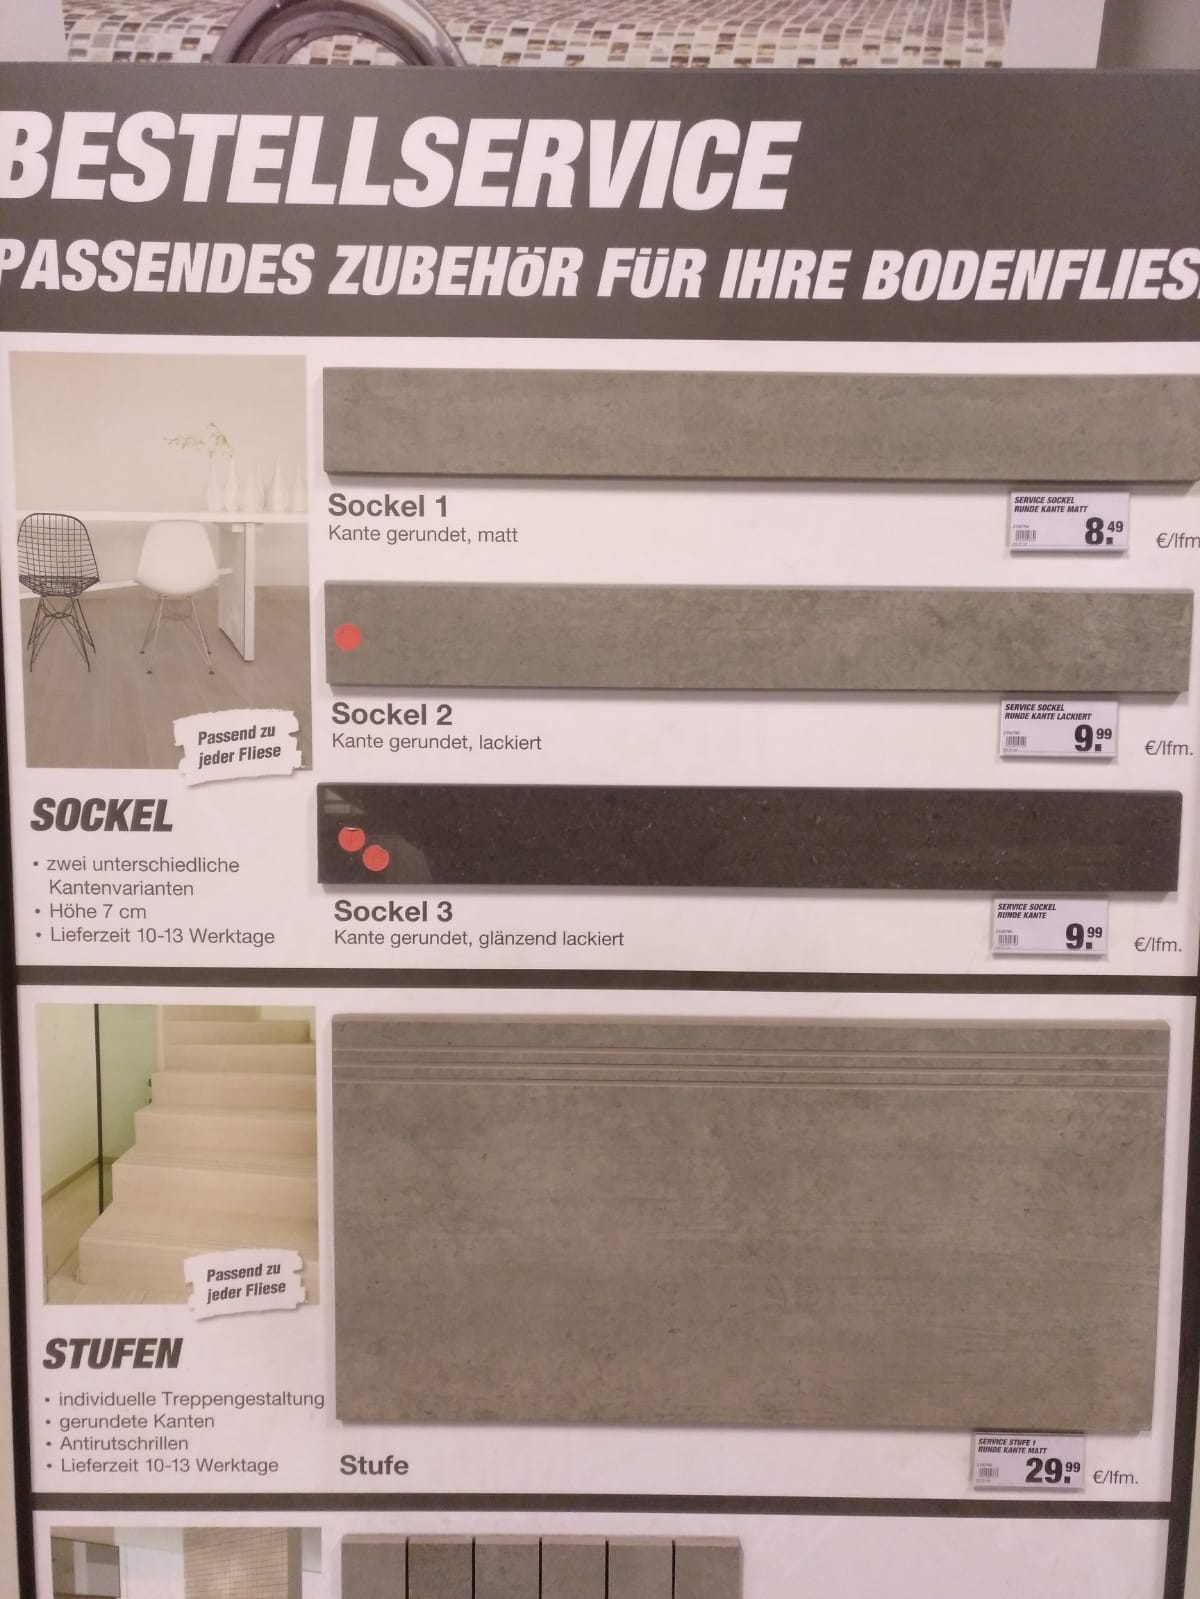 BESTELLSERVICE
PASSENDES ZUBEHÖR FÜR IHRE BODENFLIES
Sockel 1
Kante gerundet, matt
SERVICE SOCKEL
RUNDE KANTE MATT
8.49
€/lfm
Sockel 2
Kante gerundet, lackiert
SERVICE SOCKEL
RUNDE KANTE LACKIERT
9.99
€/lfm.
Passend zu
jeder Fliese
SOCKEL
• zwei unterschiedliche
Kantenvarianten
• Höhe 7 cm
• Lieferzeit 10-13 Werktage
Sockel 3
Kante gerundet, glänzend lackiert
SERVICE SOCKEL
RUNDE KANTE
9.99
€/lfm.
Passend zu
jeder Fliese
STUFEN
• individuelle Treppengestaltung
• gerundete Kanten
• Antirutschrillen
• Lieferzeit 10-13 Werktage
Stufe
SERVICE STUFE 1
RUNDE KANTE MATT
29.99
€/lfm.